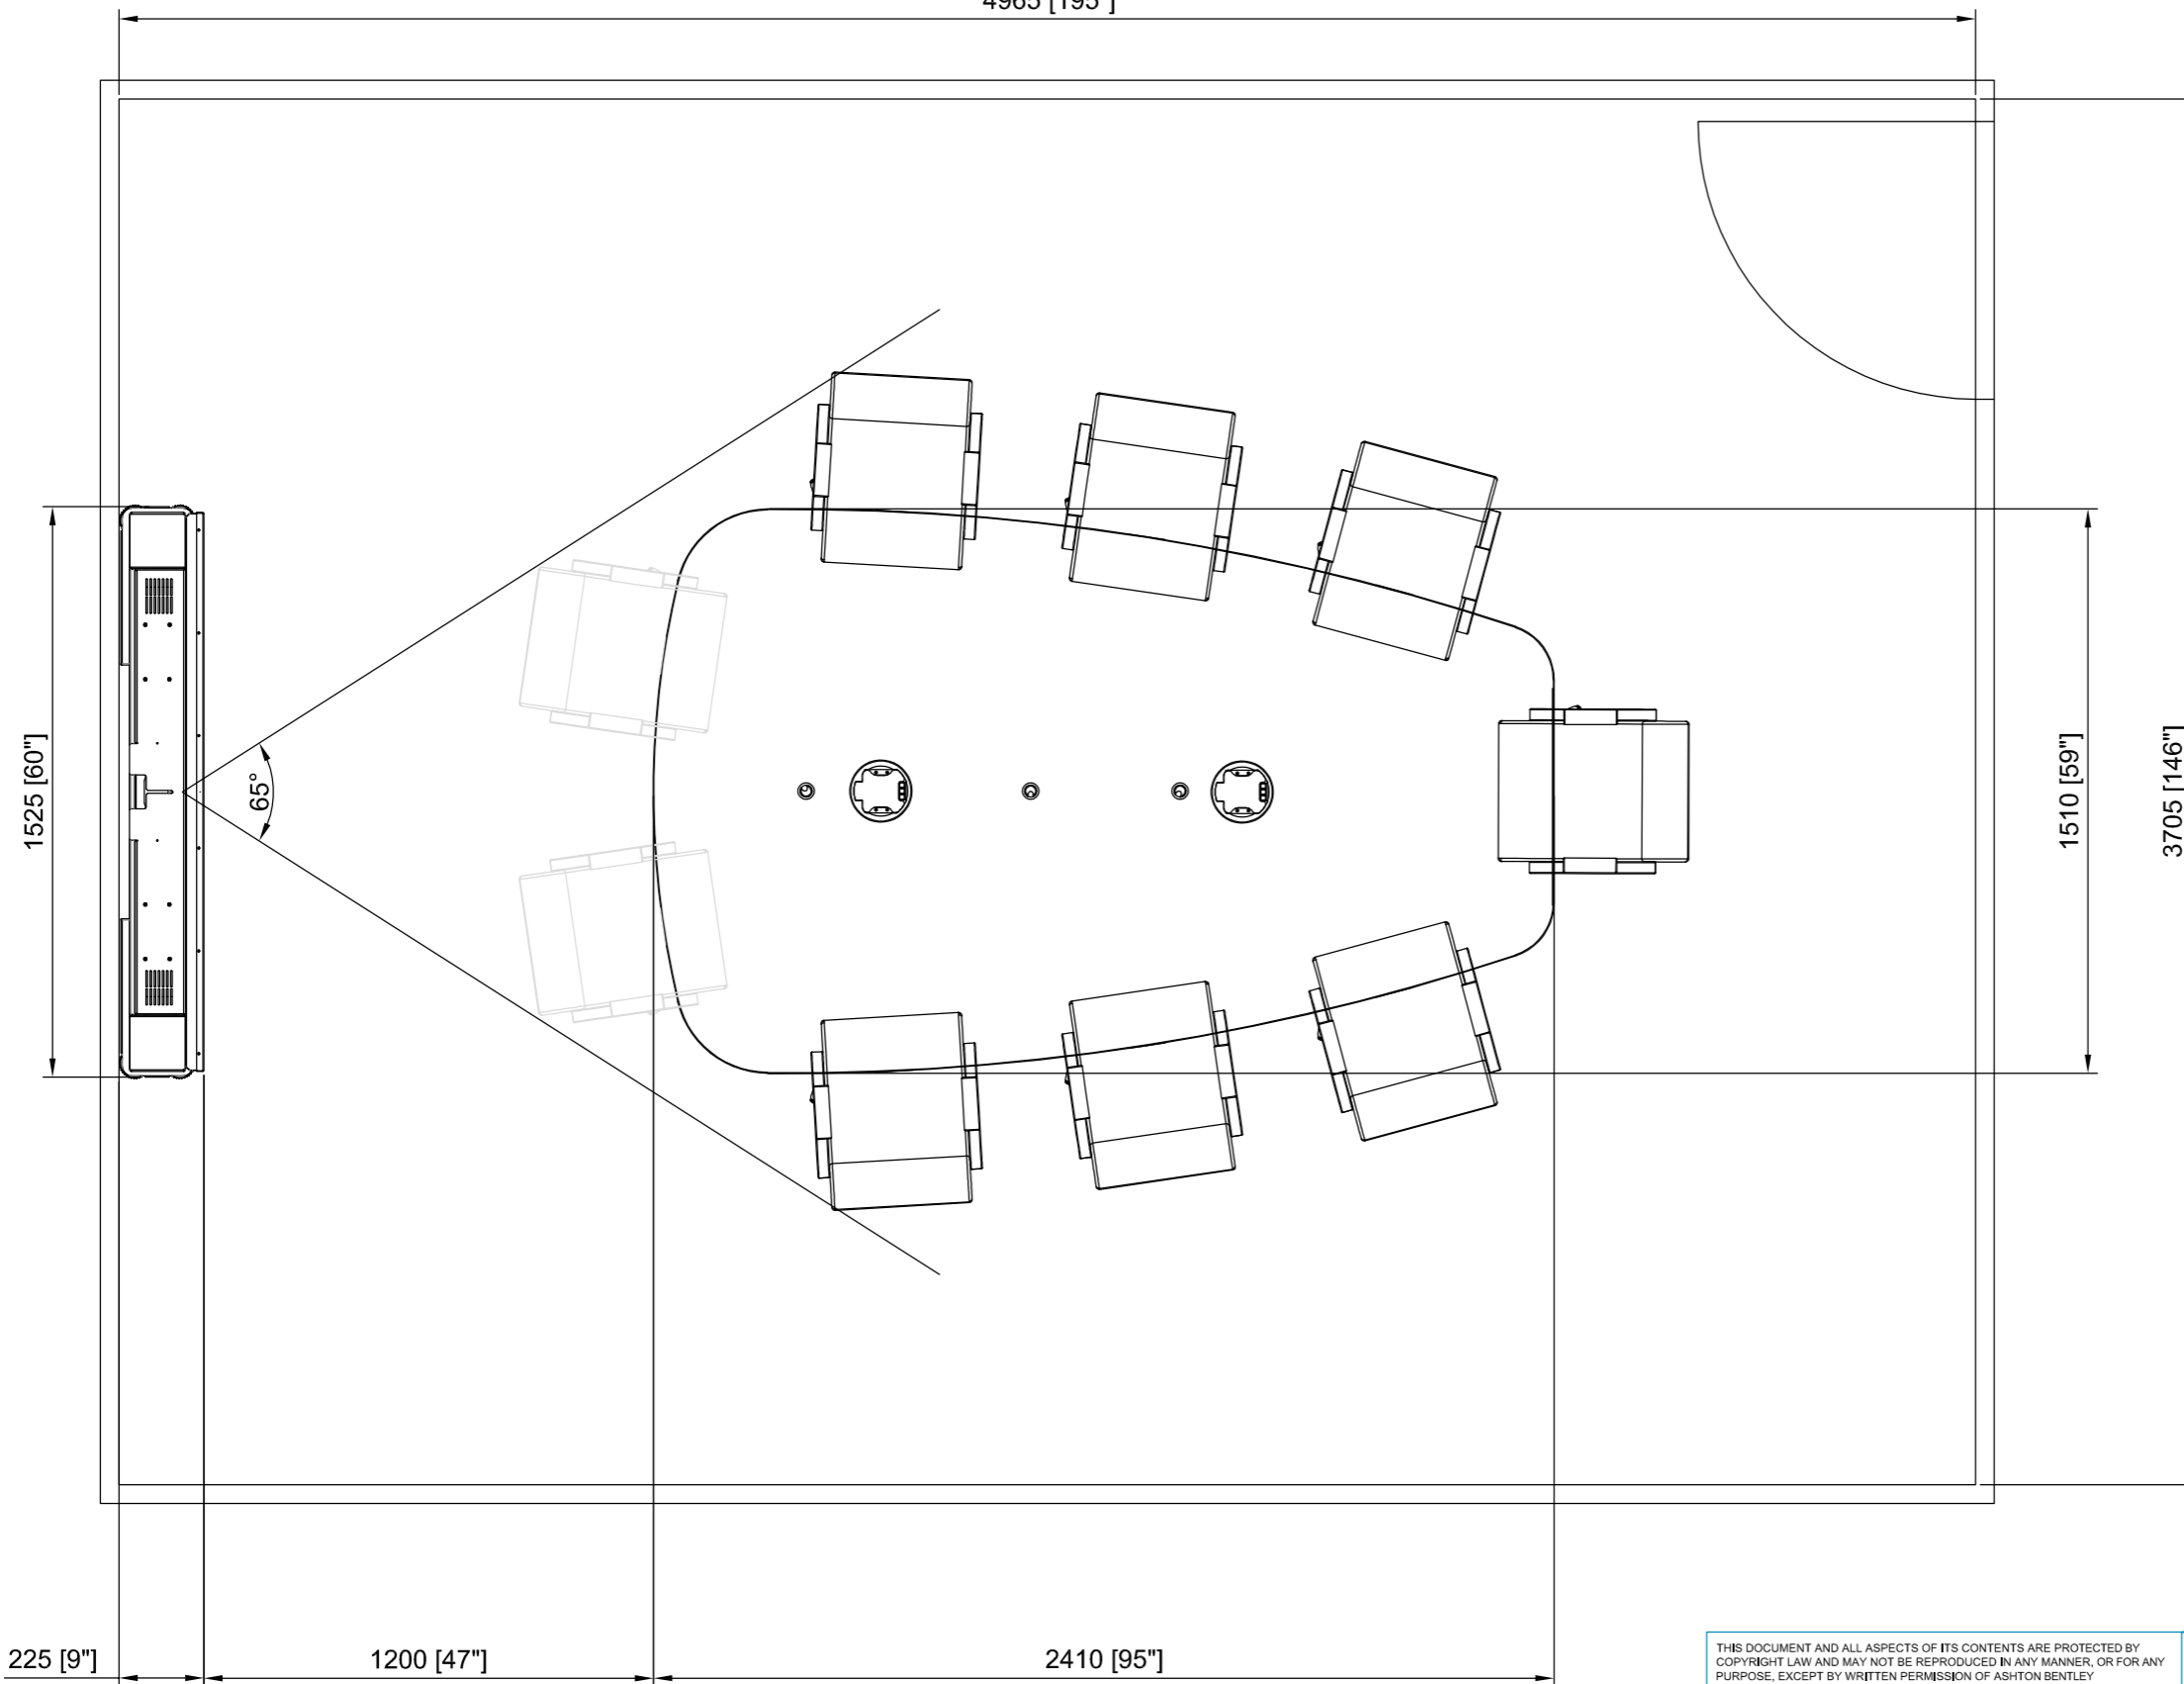 4965 [195"]
65°
1525 [60"]
1510 [59"]
3705 [146"]
225 [9"]
1200 [47"]
2410 [95"]
THIS DOCUMENT AND ALL ASPECTS OF ITS CONTENTS ARE PROTECTED BY
COPYRIGHT LAW AND MAY NOT BE REPRODUCED IN ANY MANNER, OR FOR ANY
PURPOSE, EXCEPT BY WRITTEN PERMISSION OF ASHTON BENTLEY